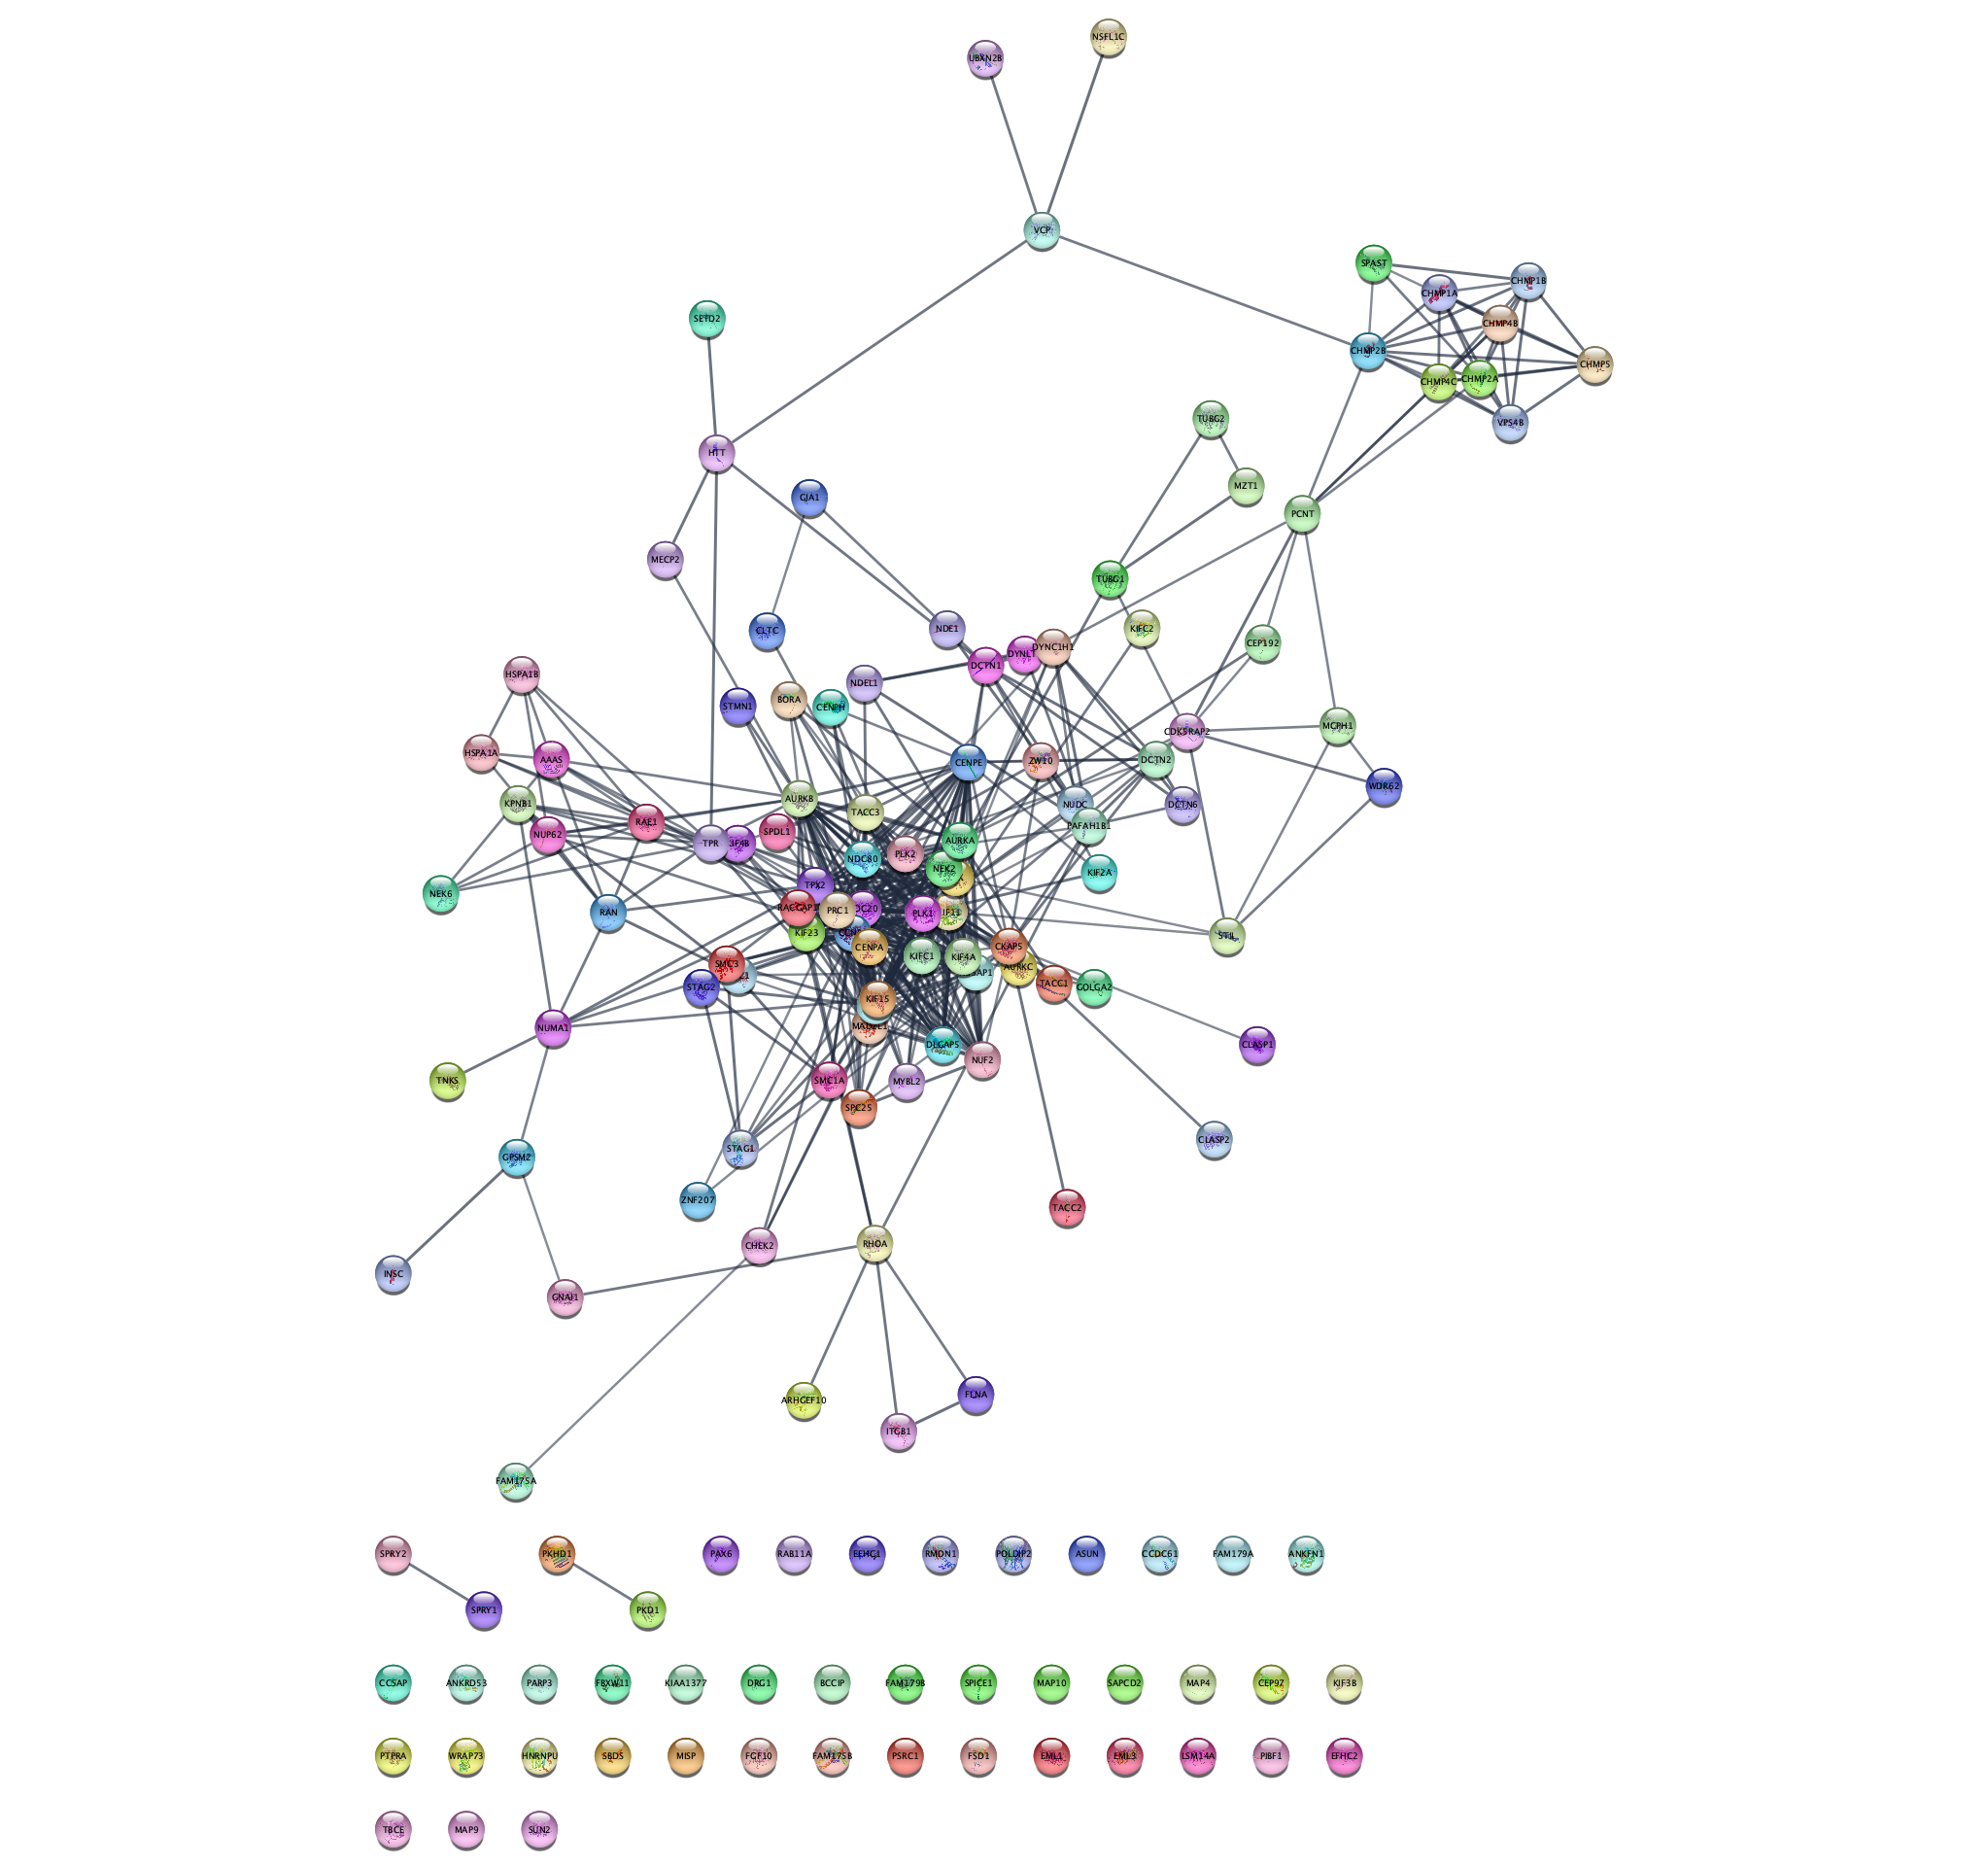 NSFL1C
UBXN2B
VCP
SPAST
CHMP1B
CHMP1A
SETD2
CHMP4B
CHMP2B
CHMP5
CHMP4C
CHMP2A
TUBG2
VPS4B
HTT
MZT1
GJA1
PCNT
MECP2
TUBG1
CLTC
NDE1
KIFC2
CEP192
DYNC1H1
DYNLT
DCTN1
HSPA1B
NDEL1
BORA
STMN1
CENPH
MCPH1
CDK5RAP2
HSPA1A
AAAS
CENPE
ZW10
DCTN2
WDR62
AURKB
KPNB1
NUDC
DCTN6
TACC3
RAE1
PAFAH1B1
NUP62
SPDL1
TPR
3F4B
AURKA
PLK2
NDC80
NEK2
KIF2A
TPX2
NEK6
RAN
RACGAP1
PRC1
DC20
PLK1
IF11
KIF23
STIL
CENPA
CKAP5
KIFC1
KIF4A
SMC3
AURKC
SAP1
STAG2
TACC1
GOLGA2
KIF15
MAD2L1
NUMA1
DLGAP5
CLASP1
NUF2
TNKS
SMC1A
MYBL2
SPC25
CLASP2
STAG1
GPSM2
ZNF207
TACC2
CHEK2
RHOA
INSC
GNAI1
ARHGEF10
FLNA
ITGB1
FAM175A
SPRY2
PKHD1
PAX6
RAB11A
EFHC1
RMDN1
POLDIP2
ASUN
CCDC61
FAM179A
ANKFN1
SPRY1
PKD1
CCSAP
ANKRD53
PARP3
FBXW11
KIAA1377
DRG1
BCCIP
FAM179B
SPICE1
MAP10
SAPCD2
MAP4
CEP97
KIF3B
PTPRA
WRAP73
HNRNPU
SBDS
MISP
FGF10
FAM175B
PSRC1
FSD1
EML1
EML3
LSM14A
PIBF1
EFHC2
TBCE
MAP9
SUN2